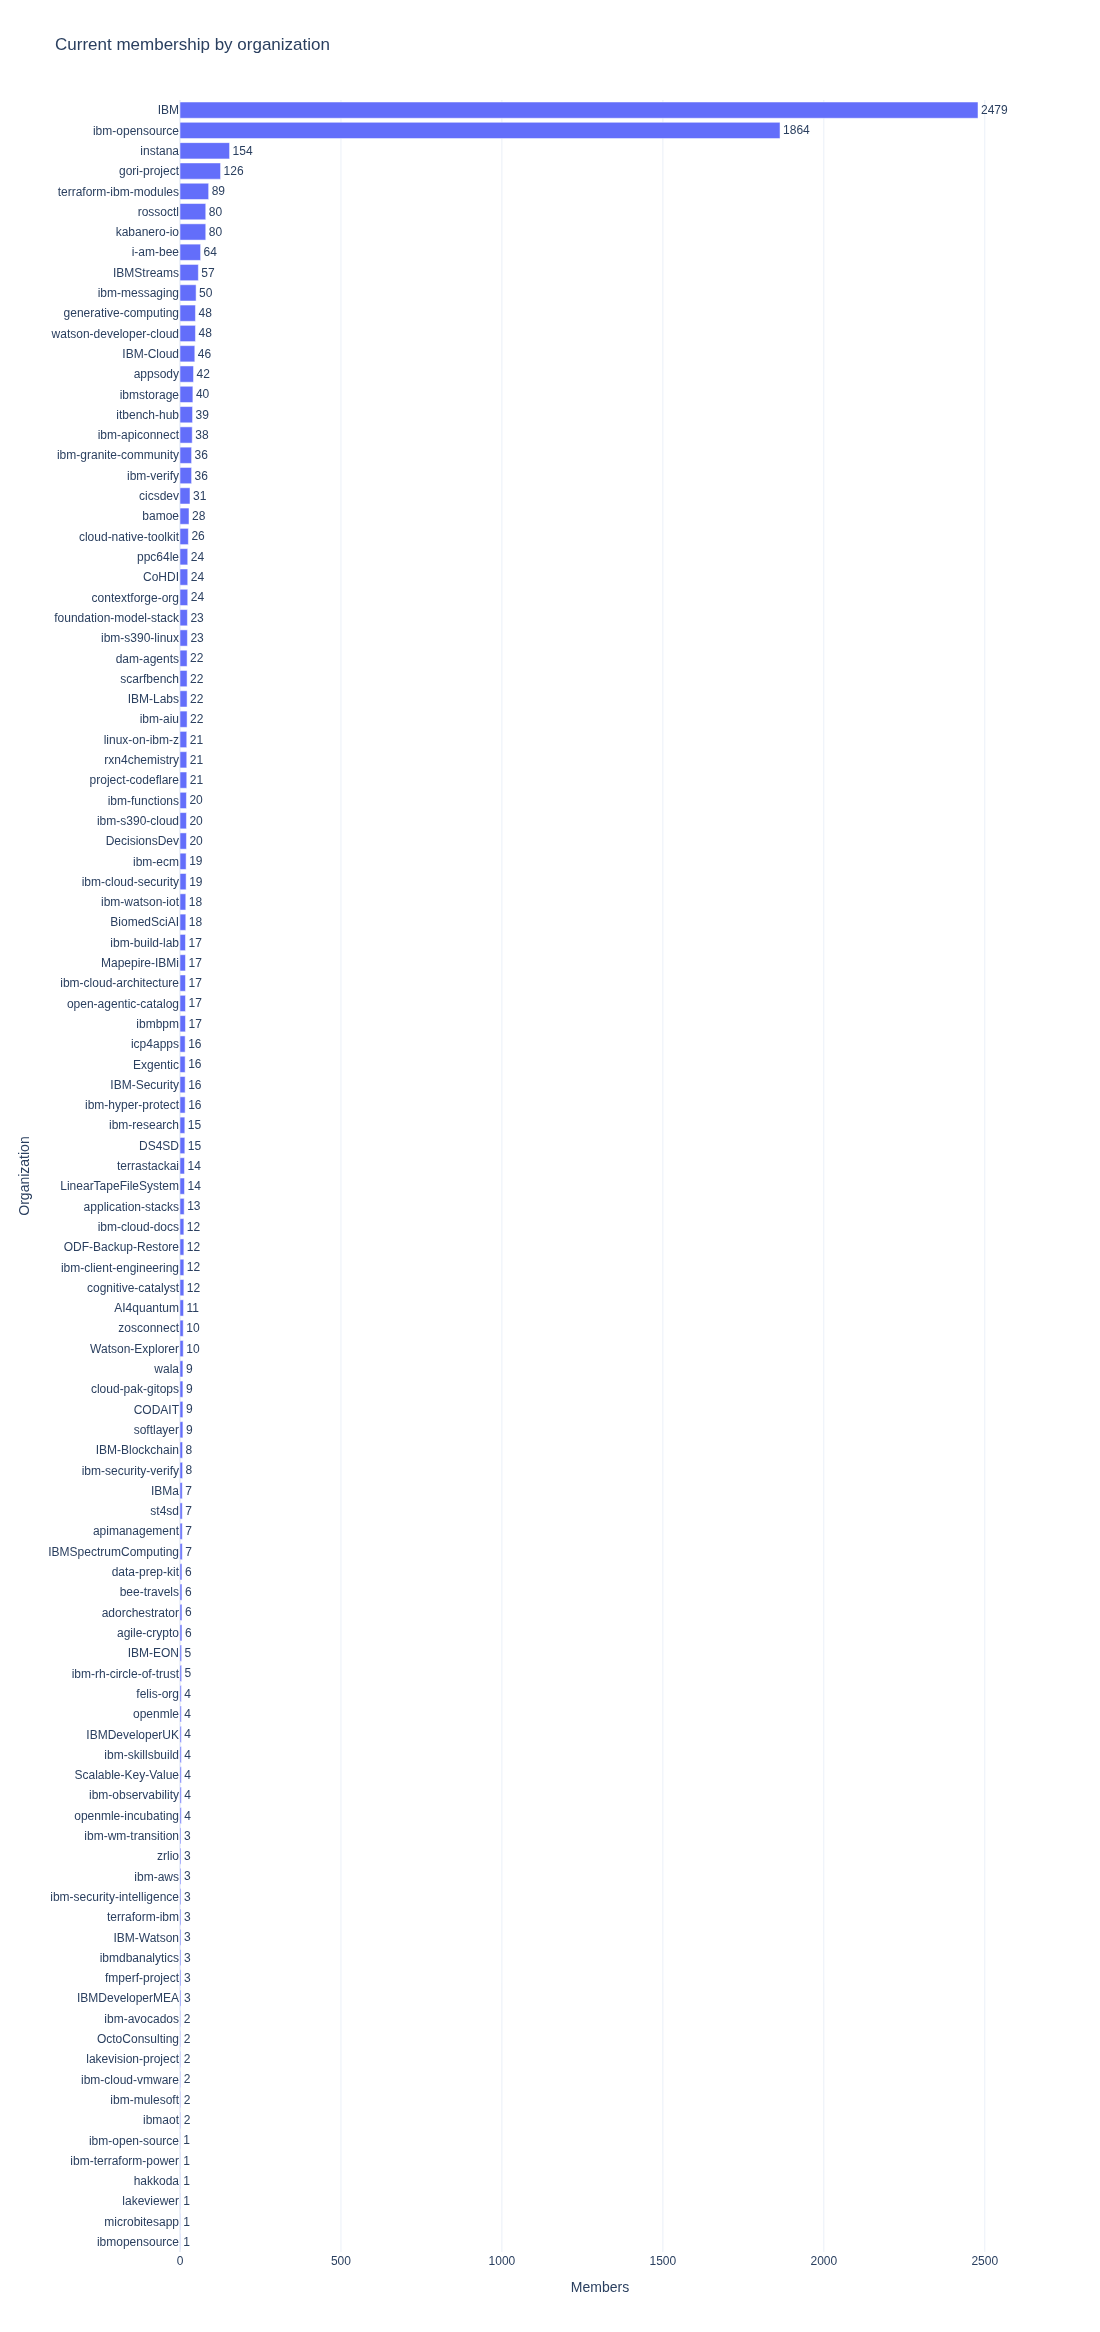 Current membership by organization
IBM 2479
ibm-opensource 1864
instana 154
gori-project 126
terraform-ibm-modules 89
rossoctl 80
kabanero-io 80
i-am-bee 64
IBMStreams 57
ibm-messaging 50
generative-computing 48
watson-developer-cloud 48
IBM-Cloud 46
appsody 42
ibmstorage 40
itbench-hub 39
ibm-apiconnect 38
ibm-granite-community 36
ibm-verify 36
cicsdev 31
bamoe 28
cloud-native-toolkit 26
ppc64le 24
CoHDI 24
contextforge-org 24
foundation-model-stack 23
ibm-s390-linux 23
dam-agents 22
scarfbench 22
IBM-Labs 22
ibm-aiu 22
linux-on-ibm-z 21
rxn4chemistry 21
project-codeflare 21
ibm-functions 20
ibm-s390-cloud 20
DecisionsDev 20
ibm-ecm 19
ibm-cloud-security 19
ibm-watson-iot 18
BiomedSciAI 18
ibm-build-lab 17
Mapepire-IBMi 17
ibm-cloud-architecture 17
open-agentic-catalog 17
ibmbpm 17
icp4apps 16
Exgentic 16
IBM-Security 16
ibm-hyper-protect 16
ibm-research 15
DS4SD 15
terrastackai 14
LinearTapeFileSystem 14
application-stacks 13
ibm-cloud-docs 12
ODF-Backup-Restore 12
ibm-client-engineering 12
cognitive-catalyst 12
AI4quantum 11
zosconnect 10
Watson-Explorer 10
wala 9
cloud-pak-gitops 9
CODAIT 9
softlayer 9
IBM-Blockchain 8
ibm-security-verify 8
IBMa 7
st4sd 7
apimanagement 7
IBMSpectrumComputing 7
data-prep-kit 6
bee-travels 6
adorchestrator 6
agile-crypto 6
IBM-EON 5
ibm-rh-circle-of-trust 5
felis-org 4
openmle 4
IBMDeveloperUK 4
ibm-skillsbuild 4
Scalable-Key-Value 4
ibm-observability 4
openmle-incubating 4
ibm-wm-transition 3
zrlio 3
ibm-aws 3
ibm-security-intelligence 3
terraform-ibm 3
IBM-Watson 3
ibmdbanalytics 3
fmperf-project 3
IBMDeveloperMEA 3
ibm-avocados 2
OctoConsulting 2
lakevision-project 2
ibm-cloud-vmware 2
ibm-mulesoft 2
ibmaot 2
ibm-open-source 1
ibm-terraform-power 1
hakkoda 1
lakeviewer 1
microbitesapp 1
ibmopensource 1
0 500 1000 1500 2000 2500
Members
Organization